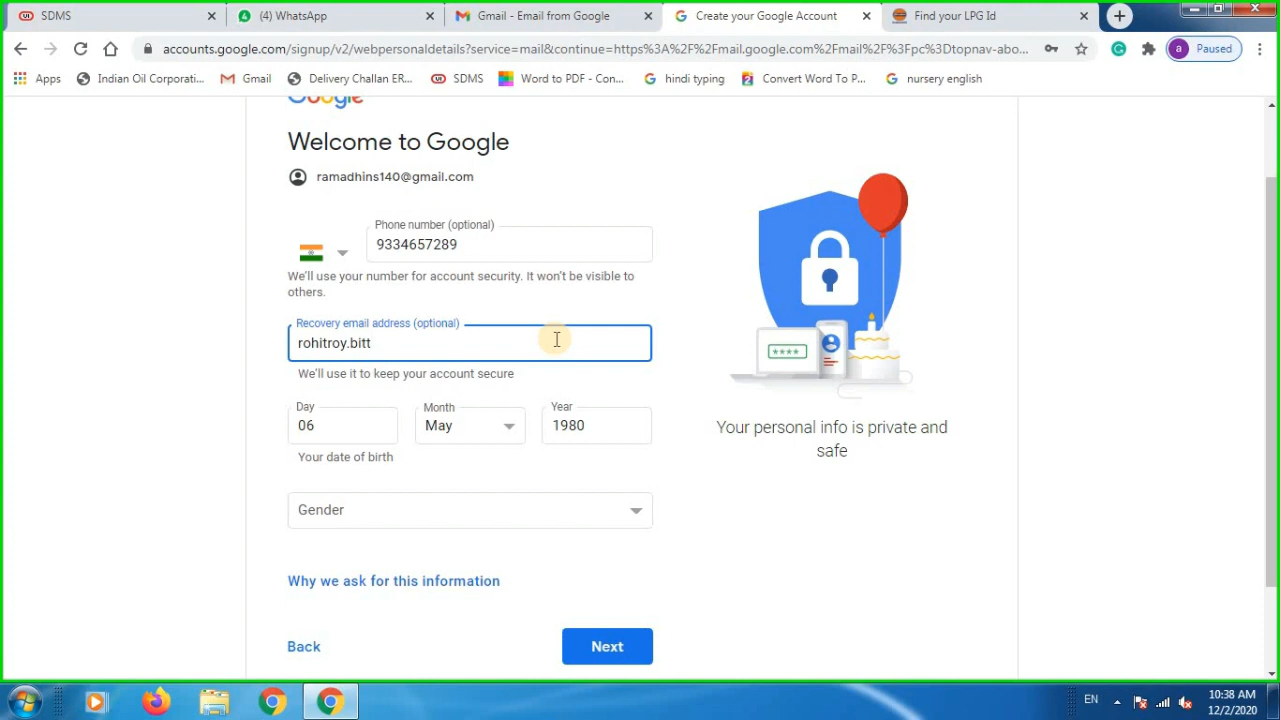 SDMS
(4) WhatsApp
Gmail - Email from Google
Create your Google Account
Find your LPG Id
accounts.google.com/signup/v2/webpersonaldetails?service=mail&continue=https%3A%2F%2Fmail.google.com%2Fmail%2F%3Fpc%3Dtopnav-abo...
a Paused
Apps
Indian Oil Corporati...
Gmail
Delivery Challan ER...
SDMS
Word to PDF - Con...
hindi typing
Convert Word To P...
nursery english
Google
Welcome to Google
ramadhins140@gmail.com
Phone number (optional)
9334657289
We'll use your number for account security. It won't be visible to
others.
Recovery email address (optional)
rohitroy.bitt
We'll use it to keep your account secure
Day
06
Month
May
Year
1980
Your date of birth
Gender
Why we ask for this information
Back
Next
****
Your personal info is private and
safe
EN
10:38 AM
12/2/2020